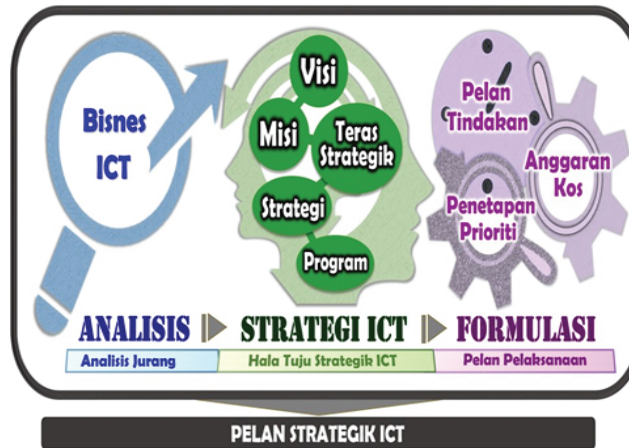 Bisnes
ICT
Visi
Misi
Teras
Strategik
Strategi
Program
Pelan
Tindakan
Anggaran
Kos
Penetapan
Prioriti
ANALISIS
STRATEGI ICT
FORMULASI
Analisis Jurang
Hala Tuju Strategik ICT
Pelan Pelaksanaan
PELAN STRATEGIK ICT